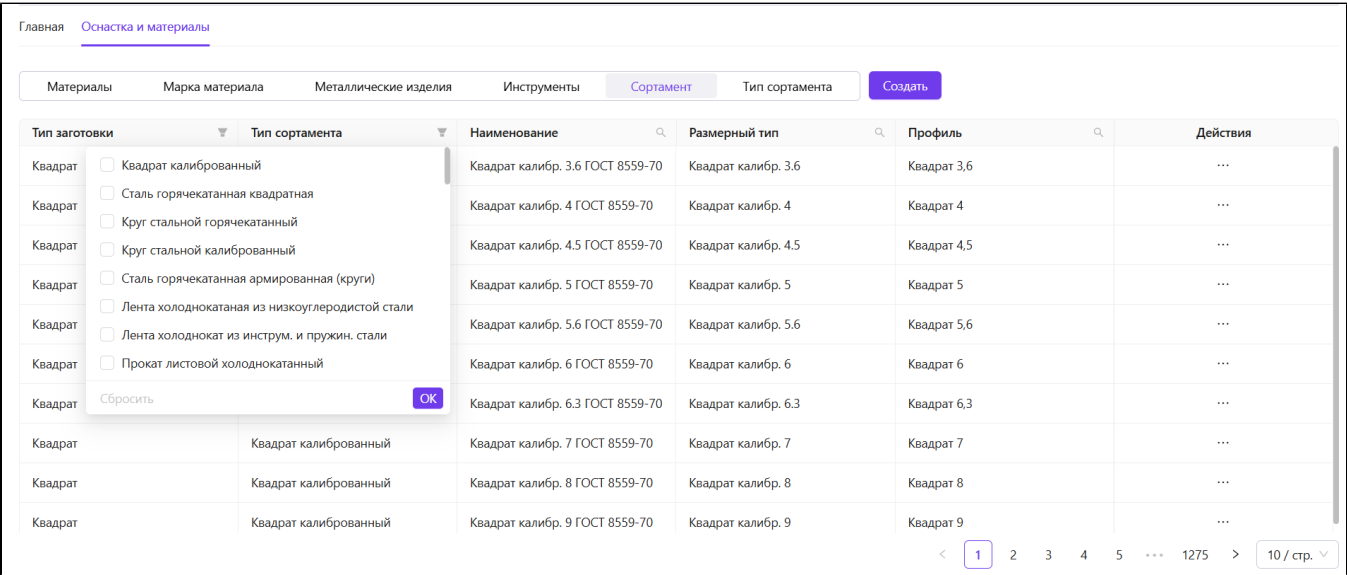 Главная Оснастка и материалы
Материалы Марка материала Металлические изделия Инструменты Сортамент Тип сортамента Создать
Тип заготовки Тип сортамента Наименование Размерный тип Профиль Действия
Квадрат Квадрат калиброванный Квадрат калибр. 3.6 ГОСТ 8559-70 Квадрат калибр. 3.6 Квадрат 3,6 ...
Сталь горячекатанная квадратная
Квадрат Квадрат калибр. 4 ГОСТ 8559-70 Квадрат калибр. 4 Квадрат 4 ...
Круг стальной горячекатанный
Квадрат Круг стальной калиброванный Квадрат калибр. 4.5 ГОСТ 8559-70 Квадрат калибр. 4.5 Квадрат 4,5 ...
Сталь горячекатанная армированная (круги)
Квадрат Квадрат калибр. 5 ГОСТ 8559-70 Квадрат калибр. 5 Квадрат 5 ...
Лента холоднокатаная из низкоуглеродистой стали
Квадрат Квадрат калибр. 5.6 ГОСТ 8559-70 Квадрат калибр. 5.6 Квадрат 5,6 ...
Лента холоднокат из инструм. и пружин. стали
Квадрат Прокат листовой холоднокатанный Квадрат калибр. 6 ГОСТ 8559-70 Квадрат калибр. 6 Квадрат 6 ...
Сбросить OK
Квадрат Квадрат калибр. 6.3 ГОСТ 8559-70 Квадрат калибр. 6.3 Квадрат 6,3 ...
Квадрат Квадрат калиброванный Квадрат калибр. 7 ГОСТ 8559-70 Квадрат калибр. 7 Квадрат 7 ...
Квадрат Квадрат калиброванный Квадрат калибр. 8 ГОСТ 8559-70 Квадрат калибр. 8 Квадрат 8 ...
Квадрат Квадрат калиброванный Квадрат калибр. 9 ГОСТ 8559-70 Квадрат калибр. 9 Квадрат 9 ...
< 1 2 3 4 5 ••• 1275 > 10 / стр.